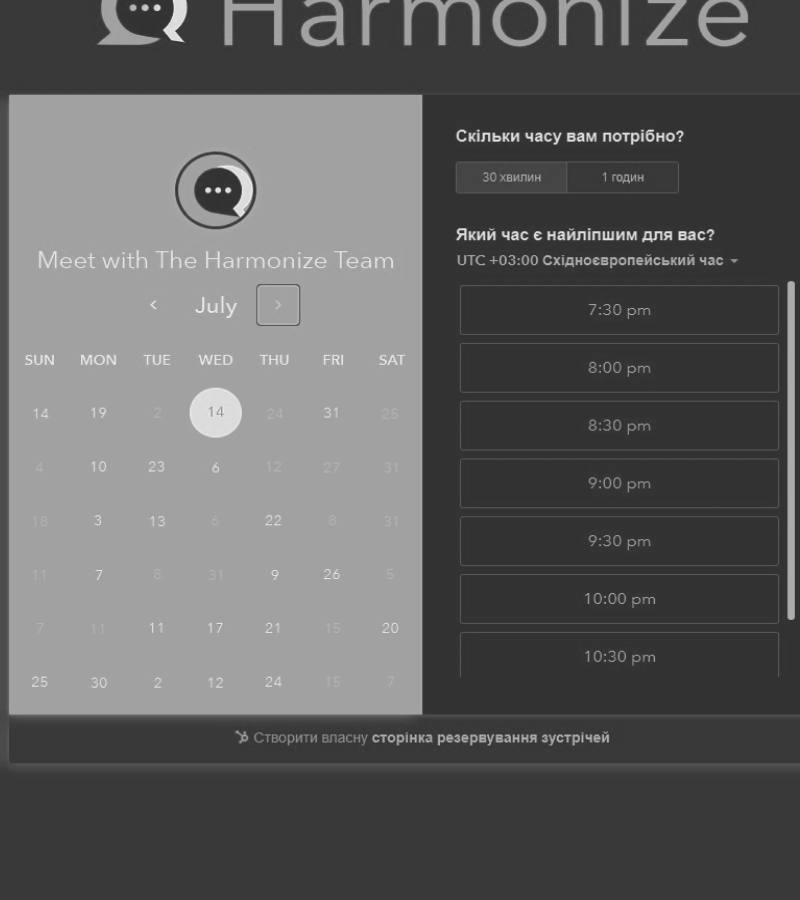 Harmonize
Meet with The Harmonize Team
July
SUN MON TUE WED THU FRI SAT
14 19 2 14 24 31 25
4 10 23 6 12 27 31
18 3 13 6 22 8 31
11 7 8 31 9 26 5
7 11 11 17 21 15 20
25 30 2 12 24 15 7
Скільки часу вам потрібно?
30 хвилин 1 годин
Який час є найліпшим для вас?
UTC +03:00 Східноєвропейський час
7:30 pm
8:00 pm
8:30 pm
9:00 pm
9:30 pm
10:00 pm
10:30 pm
Створити власну сторінка резервування зустрічей